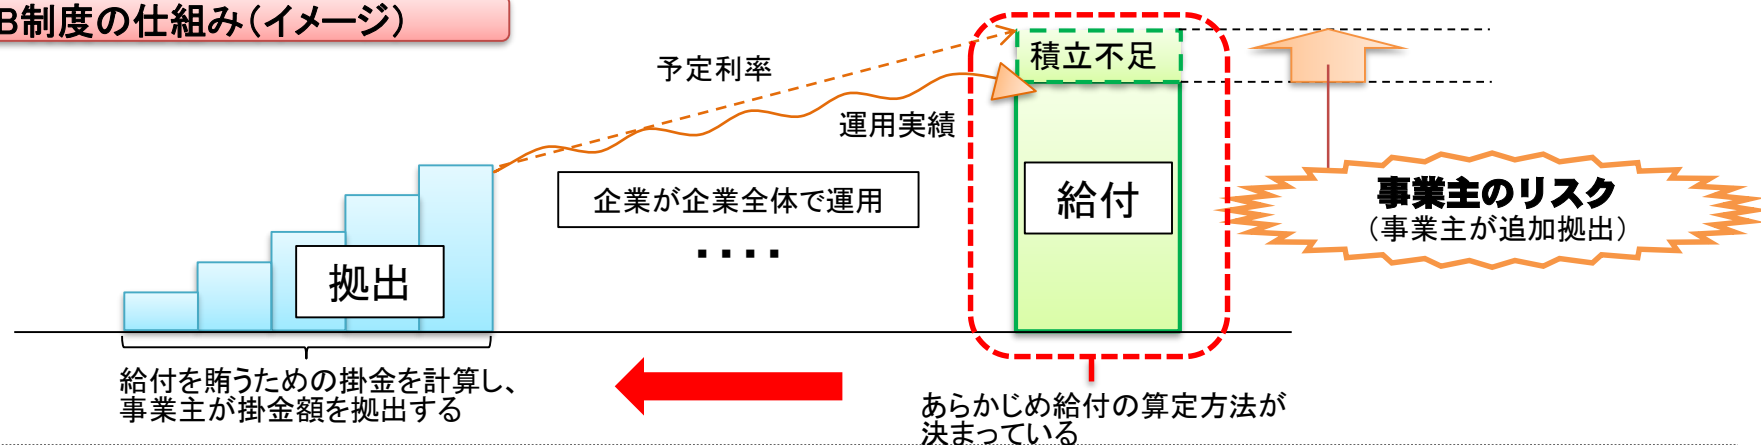 B制度の仕組み(イメージ)
予定利率
積立不足
運用実績
企業が企業全体で運用
・・・・
給付
事業主のリスク
(事業主が追加拠出)
拠出
給付を賄うための掛金を計算し、
事業主が掛金額を拠出する
あらかじめ給付の算定方法が
決まっている